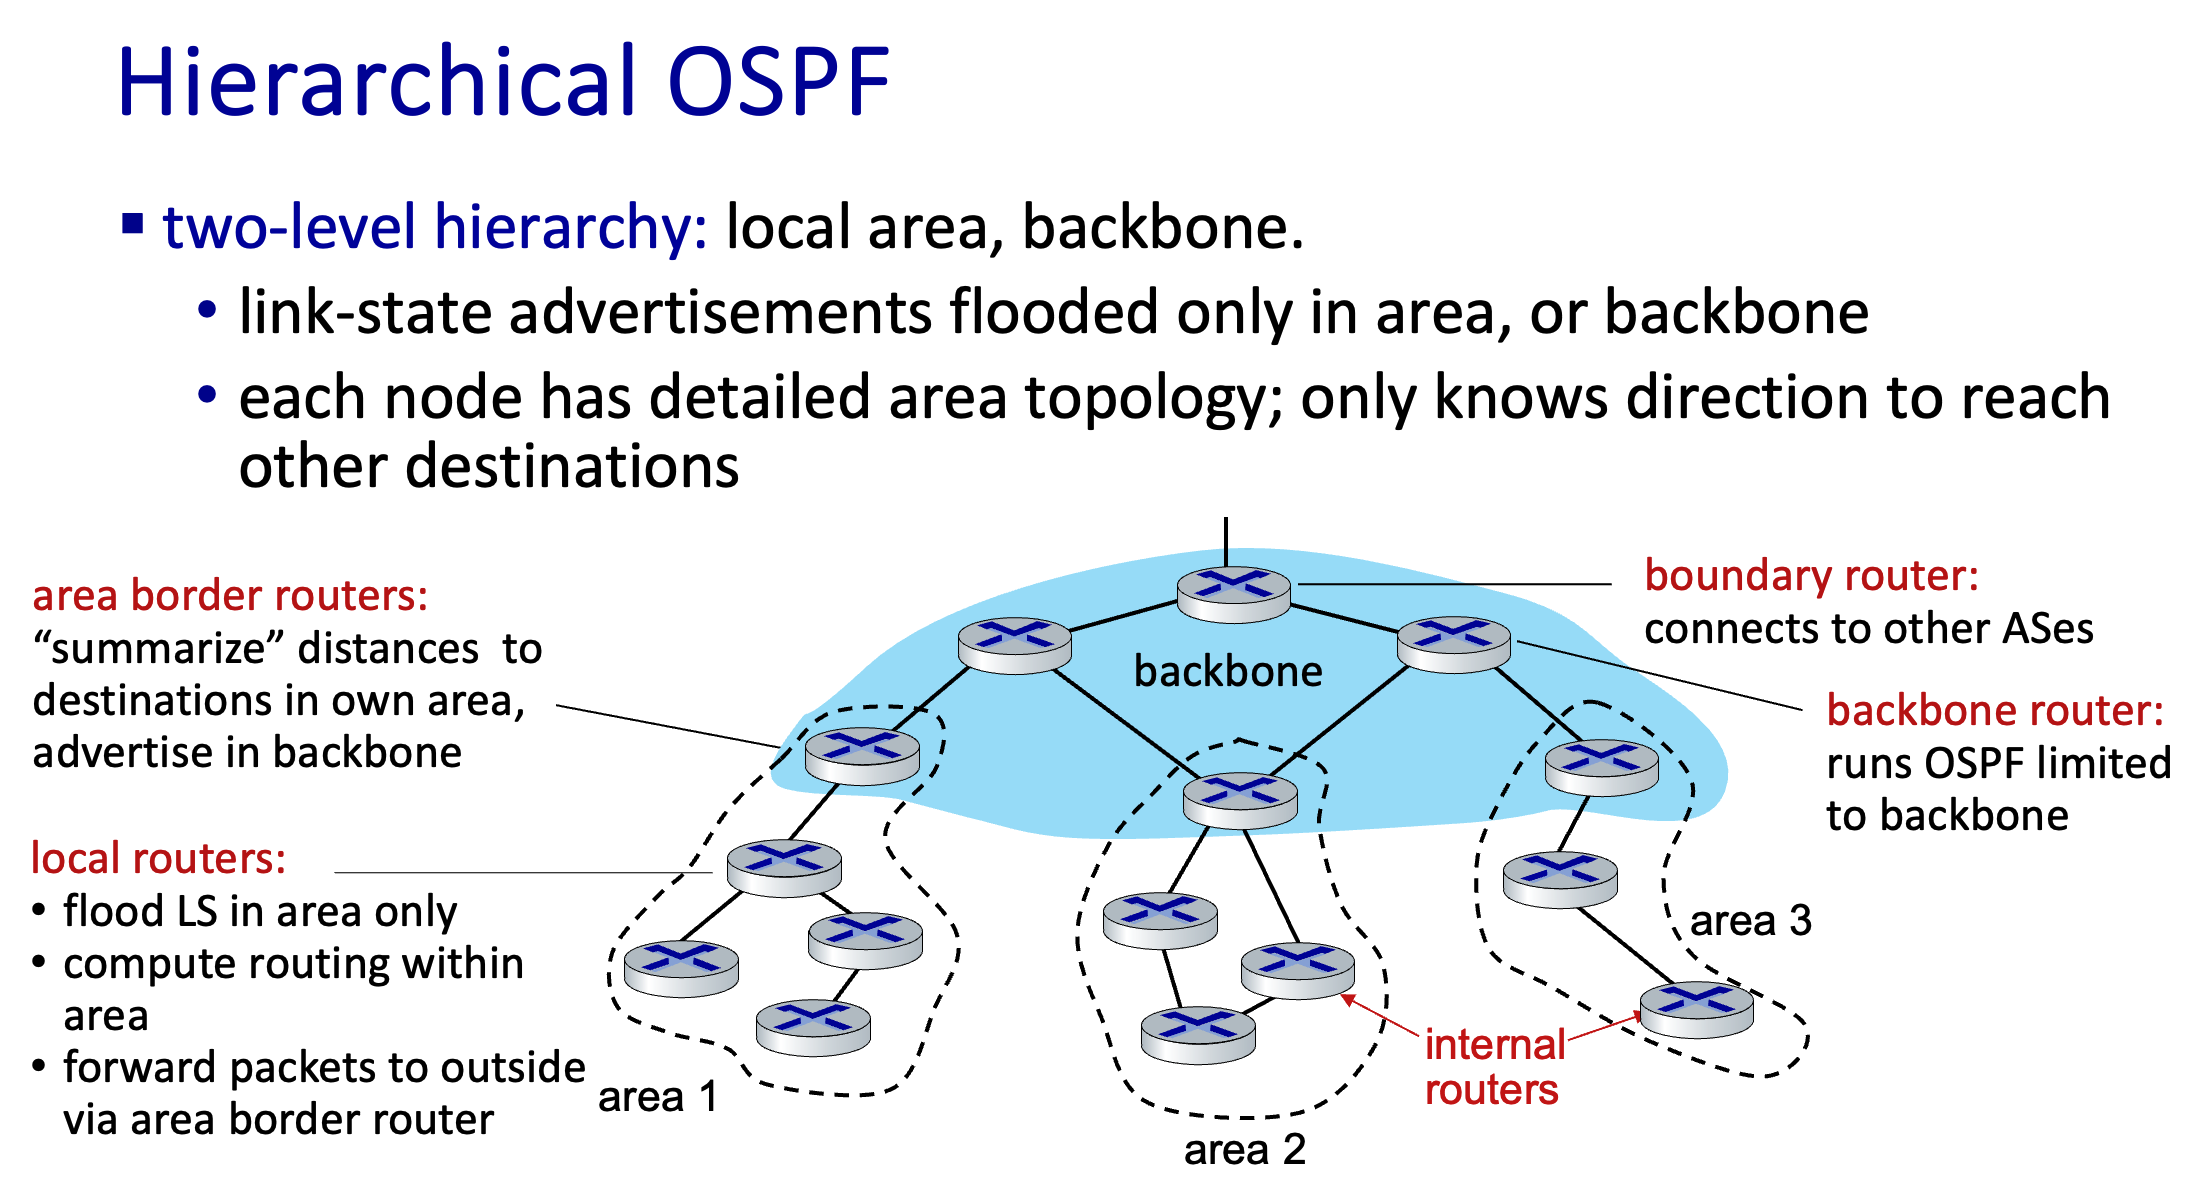 Hierarchical OSPF
▪ two-level hierarchy: local area, backbone.
• link-state advertisements flooded only in area, or backbone
• each node has detailed area topology; only knows direction to reach
other destinations
area border routers:
“summarize” distances to
destinations in own area,
advertise in backbone
local routers:
• flood LS in area only
• compute routing within
area
• forward packets to outside
via area border router
backbone
boundary router:
connects to other ASes
backbone router:
runs OSPF limited
to backbone
area 3
internal
routers
area 1
area 2